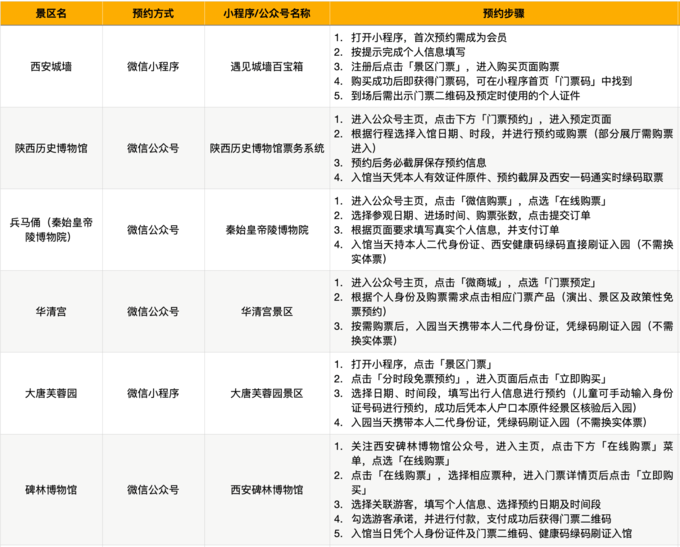 景区名 预约方式 小程序/公众号名称 预约步骤
西安城墙 微信小程序 遇见城墙百宝箱
1. 打开小程序，首次预约需成为会员
2. 按提示完成个人信息填写
3. 注册后点击「景区门票」，进入购买页面购票
4. 购买成功后即获得门票码，可在小程序首页「门票码」中找到
5. 到场后需出示门票二维码及预定时使用的个人证件
陕西历史博物馆 微信公众号 陕西历史博物馆票务系统
1. 进入公众号主页，点击下方「门票预约」，进入预定页面
2. 根据行程选择入馆日期、时段，并进行预约或购票（部分展厅需购票
进入）
3. 预约后务必截屏保存预约信息
4. 入馆当天凭本人有效证件原件、预约截屏及西安一码通实时绿码取票
兵马俑（秦始皇帝
陵博物院） 微信公众号 秦始皇帝陵博物院
1. 进入公众号主页，点击「微信购票」，点选「在线购票」
2. 选择参观日期、进场时间、购票张数，点击提交订单
3. 根据页面要求填写真实个人信息，并支付订单
4. 入馆当天持本人二代身份证、西安健康码绿码直接刷证入园（不需换
实体票）
华清宫 微信公众号 华清宫景区
1. 进入公众号主页，点击「微商城」，点选「门票预定」
2. 根据个人身份及购票需求点击相应门票产品（演出、景区及政策性免
票预约）
3. 按需购票后，入园当天携带本人二代身份证，凭绿码刷证入园（不需
换实体票）
大唐芙蓉园 微信小程序 大唐芙蓉园景区
1. 打开小程序，点击「景区门票」
2. 点击「分时段免票预约」，进入页面后点击「立即购买」
3. 选择日期、时间段，填写出行人信息进行预约（儿童可手动输入身份
证号码进行预约，成功后凭本人户口本原件经景区核验后入园）
4. 入园当天携带本人二代身份证，凭绿码刷证入园（不需换实体票）
碑林博物馆 微信公众号 西安碑林博物馆
1. 关注西安碑林博物馆公众号，进入主页，点击下方「在线购票」菜
单，点选「在线购票」
2. 点击「在线购票」，选择相应票种，进入门票详情页后点击「立即购
买」
3. 选择关联游客，填写个人信息、选择预约日期及时间段
4. 勾选游客承诺，并进行付款，支付成功后获得门票二维码
5. 入馆当日凭个人身份证件及门票二维码、健康码绿码刷证入馆